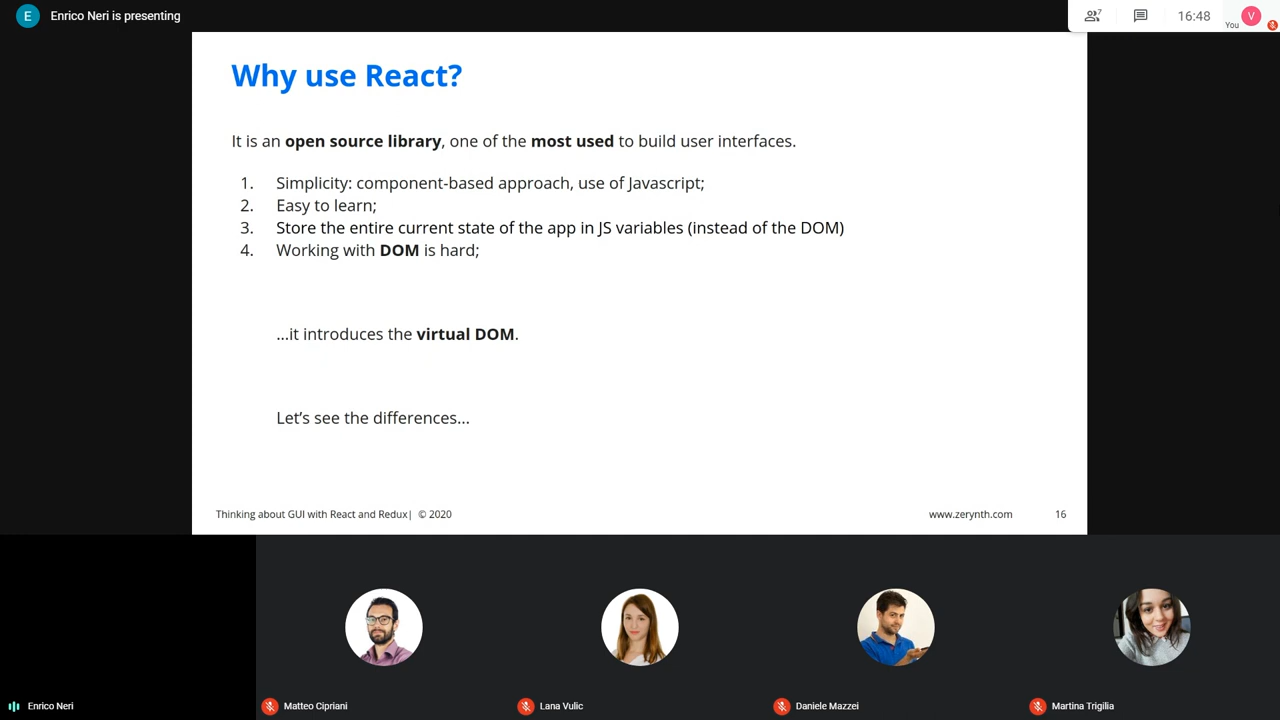 E
Enrico Neri is presenting
7
16:48
You
V
Why use React?
It is an open source library, one of the most used to build user interfaces.
1. Simplicity: component-based approach, use of Javascript;
2. Easy to learn;
3. Store the entire current state of the app in JS variables (instead of the DOM)
4. Working with DOM is hard;
...it introduces the virtual DOM.
Let's see the differences...
Thinking about GUI with React and Redux| © 2020
www.zerynth.com
16
Enrico Neri
Matteo Cipriani
Lana Vulic
Daniele Mazzei
Martina Trigilia